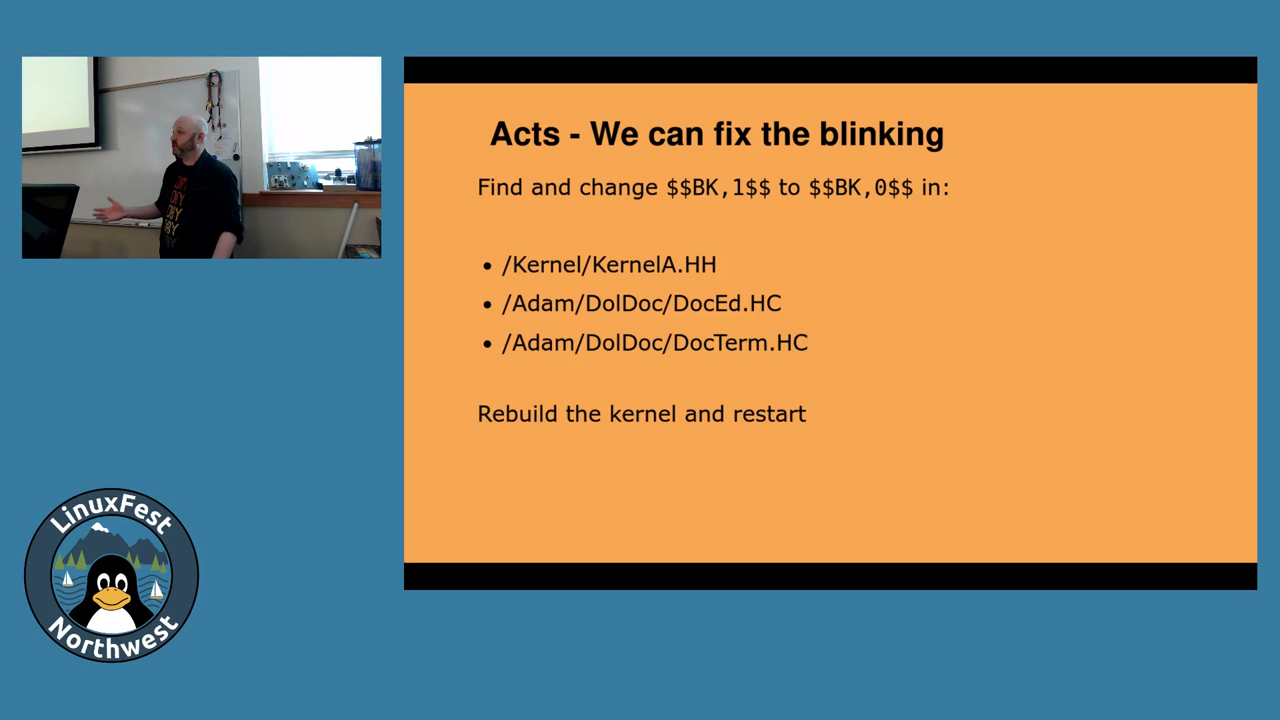 Acts - We can fix the blinking
Find and change $$BK,1$$ to $$BK,0$$ in:
• /Kernel/KernelA.HH
• /Adam/DolDoc/DocEd.HC
• /Adam/DolDoc/DocTerm.HC
Rebuild the kernel and restart
LinuxFest
Northwest